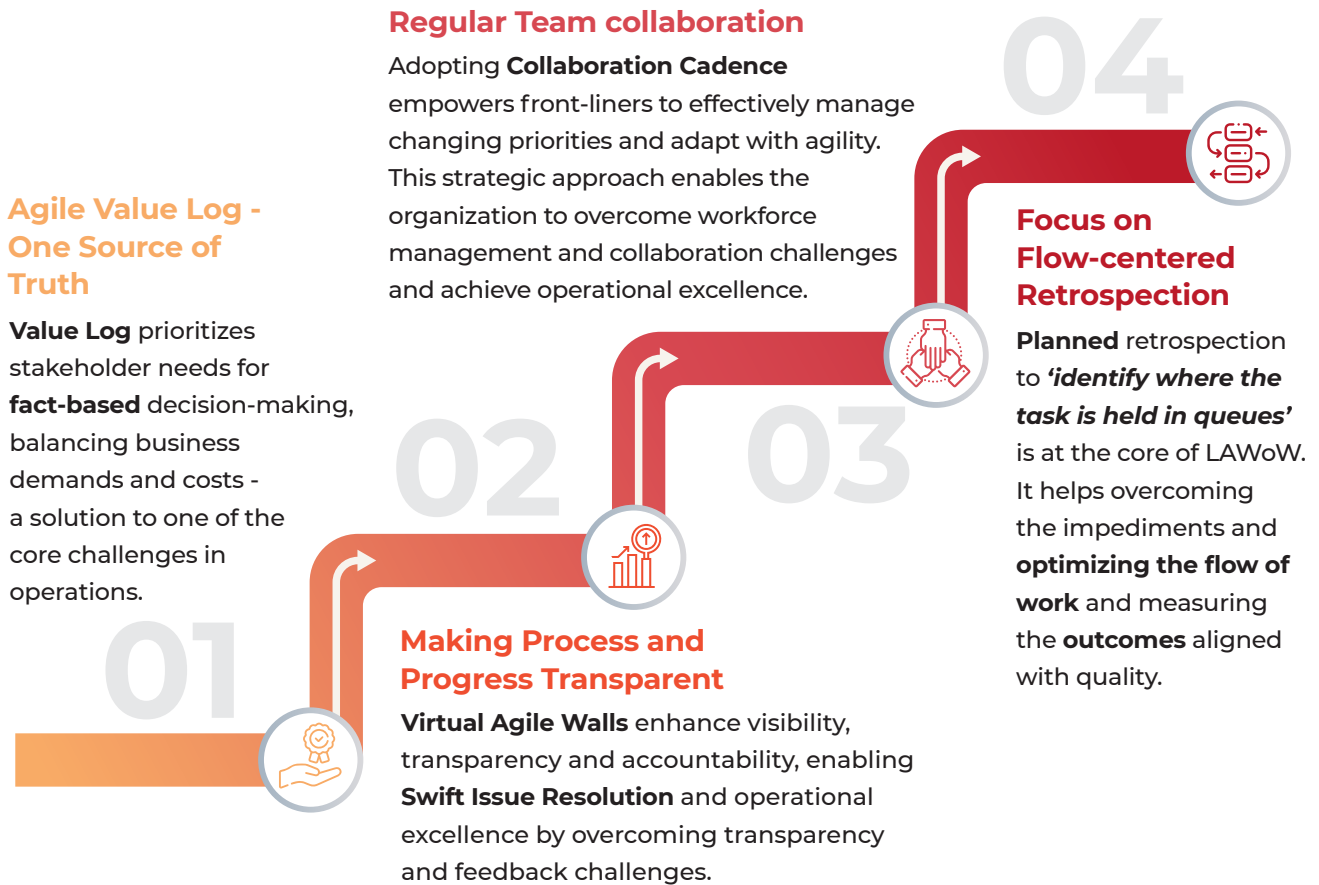 01
Agile Value Log -
One Source of
Truth
Value Log prioritizes
stakeholder needs for
fact-based decision-making,
balancing business
demands and costs -
a solution to one of the
core challenges in
operations.
02
Making Process and
Progress Transparent
Virtual Agile Walls enhance visibility,
transparency and accountability, enabling
Swift Issue Resolution and operational
excellence by overcoming transparency
and feedback challenges.
03
Regular Team collaboration
Adopting Collaboration Cadence
empowers front-liners to effectively manage
changing priorities and adapt with agility.
This strategic approach enables the
organization to overcome workforce
management and collaboration challenges
and achieve operational excellence.
04
Focus on
Flow-centered
Retrospection
Planned retrospection
to ‘identify where the
task is held in queues’
is at the core of LAWoW.
It helps overcoming
the impediments and
optimizing the flow of
work and measuring
the outcomes aligned
with quality.